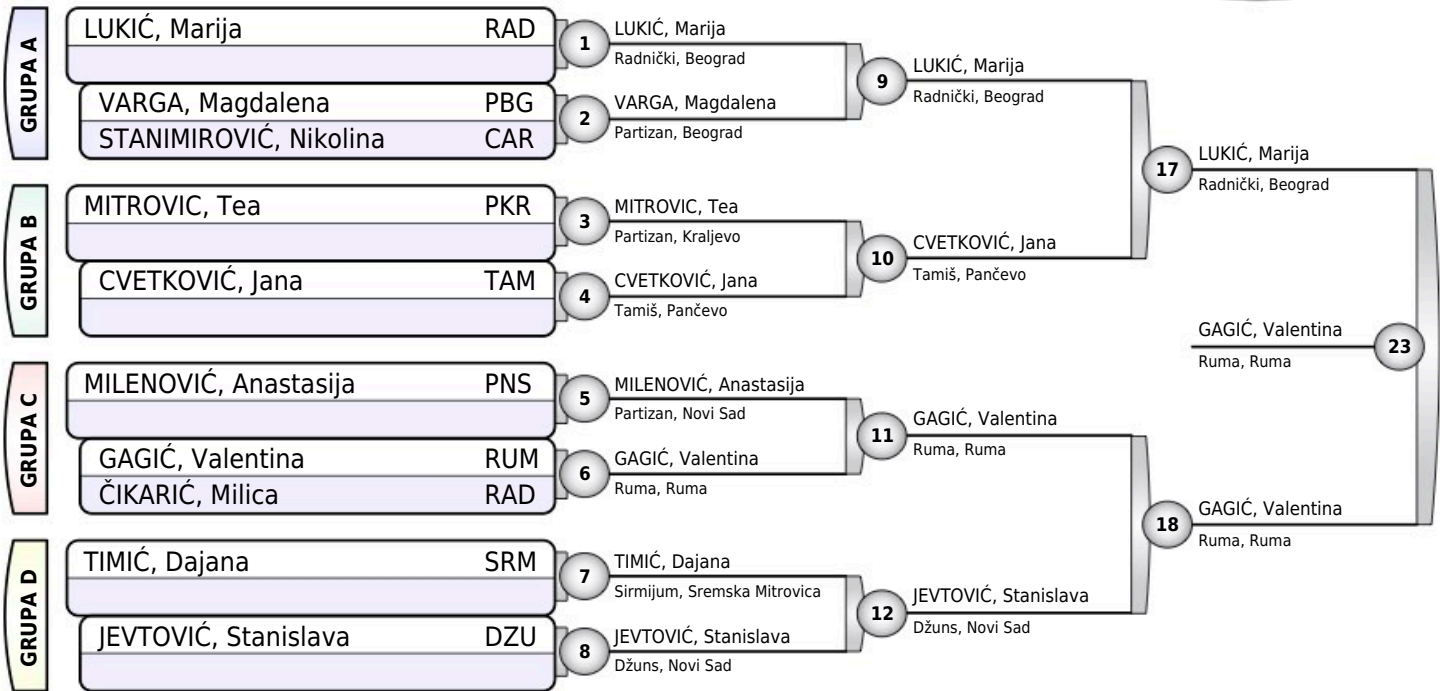 GRUPA A
LUKIĆ, Marija RAD
VARGA, Magdalena PBG
STANIMIROVIĆ, Nikolina CAR
GRUPA B
MITROVIC, Tea PKR
CVETKOVIĆ, Jana TAM
GRUPA C
MILENOVIĆ, Anastasija PNS
GAGIĆ, Valentina RUM
ČIKARIĆ, Milica RAD
GRUPA D
TIMIĆ, Dajana SRM
JEVTOVIĆ, Stanislava DZU
1
LUKIĆ, Marija
Radnički, Beograd
2
VARGA, Magdalena
Partizan, Beograd
3
MITROVIC, Tea
Partizan, Kraljevo
4
CVETKOVIĆ, Jana
Tamiš, Pančevo
5
MILENOVIĆ, Anastasija
Partizan, Novi Sad
6
GAGIĆ, Valentina
Ruma, Ruma
7
TIMIĆ, Dajana
Sirmijum, Sremska Mitrovica
8
JEVTOVIĆ, Stanislava
Džuns, Novi Sad
9
LUKIĆ, Marija
Radnički, Beograd
10
CVETKOVIĆ, Jana
Tamiš, Pančevo
11
GAGIĆ, Valentina
Ruma, Ruma
12
JEVTOVIĆ, Stanislava
Džuns, Novi Sad
17
LUKIĆ, Marija
Radnički, Beograd
18
GAGIĆ, Valentina
Ruma, Ruma
GAGIĆ, Valentina
Ruma, Ruma
23